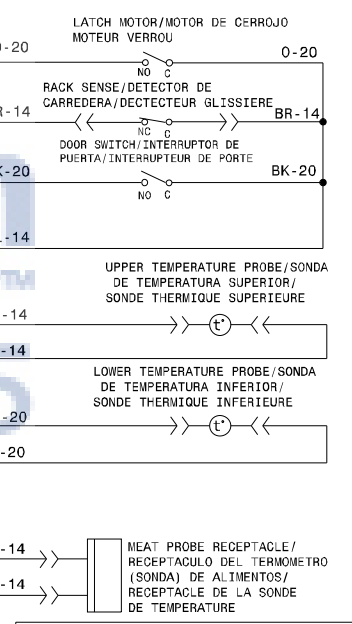 LATCH MOTOR/MOTOR DE CERROJO
MOTEUR VERROU
-20
O-20
NO C
RACK SENSE/DETECTOR DE
CARREDERA/DECTECTEUR GLISSIERE
R-14
BR-14
NC C
DOOR SWITCH/INTERRUPTOR DE
PUERTA/INTERRUPTEUR DE PORTE
K-20
BK-20
NO C
-14
UPPER TEMPERATURE PROBE/SONDA
DE TEMPERATURA SUPERIOR/
SONDE THERMIQUE SUPERIEURE
-14
t°
-14
LOWER TEMPERATURE PROBE/SONDA
DE TEMPERATURA INFERIOR/
SONDE THERMIQUE INFERIEURE
-20
t°
-20
-14
MEAT PROBE RECEPTACLE/
RECEPTACULO DEL TERMOMETRO
(SONDA) DE ALIMENTOS/
-14
RECEPTACLE DE LA SONDE
DE TEMPERATURE